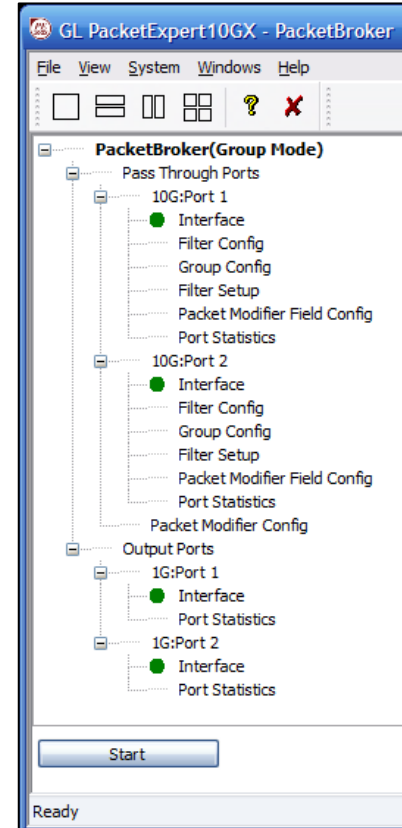 GL PacketExpert10GX - PacketBroker
File View System Windows Help
PacketBroker(Group Mode)
Pass Through Ports
10G:Port 1
Interface
Filter Config
Group Config
Filter Setup
Packet Modifier Field Config
Port Statistics
10G:Port 2
Interface
Filter Config
Group Config
Filter Setup
Packet Modifier Field Config
Port Statistics
Packet Modifier Config
Output Ports
1G:Port 1
Interface
Port Statistics
1G:Port 2
Interface
Port Statistics
Start
Ready